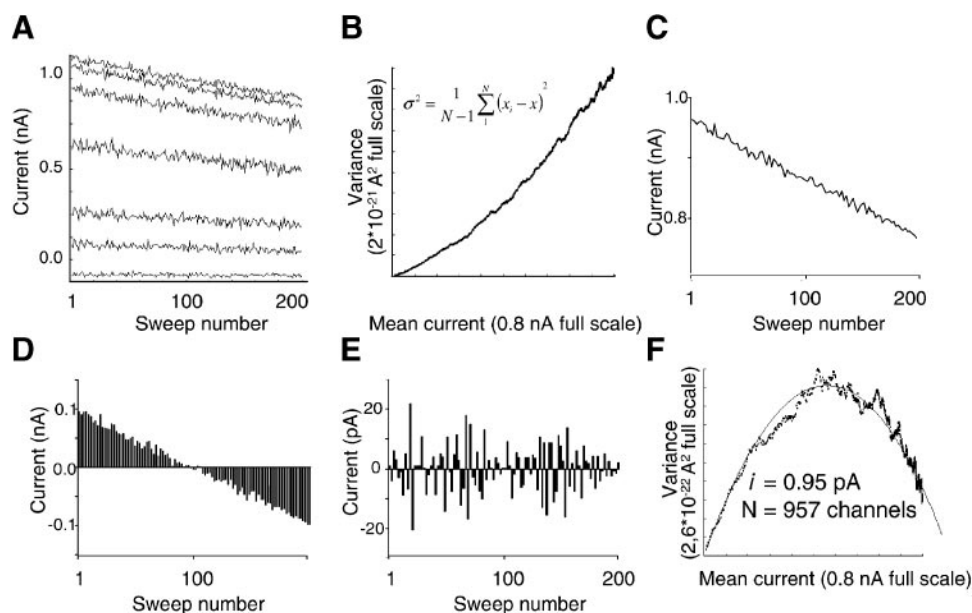 A
Current (nA)
1.0
0.5
0.0
1 100 200
Sweep number
B
Variance
(2*10-21 A2 full scale)
σ2 = 1/N-1 N∑1 (xi - x)2
Mean current (0.8 nA full scale)
C
Current (nA)
1.0
0.8
1 100 200
Sweep number
D
Current (nA)
0.1
0.0
-0.1
1 100
Sweep number
E
Current (pA)
20
0
-20
1 100 200
Sweep number
F
Variance
(2,6*10-22 A2 full scale)
i = 0.95 pA
N = 957 channels
Mean current (0.8 nA full scale)